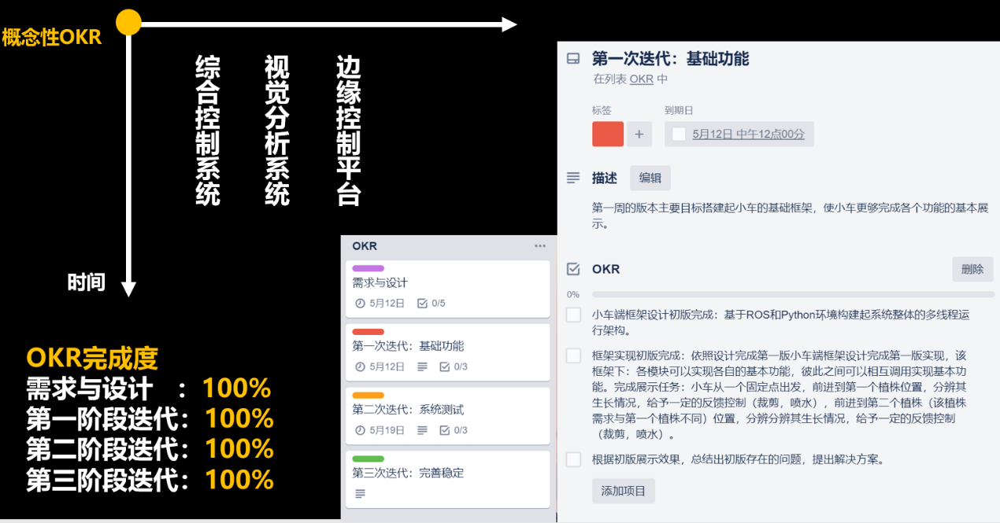 概念性OKR
综合控制系统
视觉分析系统
边缘控制平台
时间
OKR完成度
需求与设计 ：100%
第一阶段迭代：100%
第二阶段迭代：100%
第三阶段迭代：100%
OKR
需求与设计
5月12日 0/5
第一次迭代：基础功能
5月12日 0/3
第二次迭代：系统测试
5月19日 0/3
第三次迭代：完善稳定
第一次迭代：基础功能
在列表 OKR 中
标签 到期日
+ 5月12日 中午12点00分
描述 编辑
第一周的版本主要目标搭建起小车的基础框架，使小车更够完成各个功能的基本展
示。
OKR 删除
0%
小车端框架设计初版完成：基于ROS和Python环境构建起系统整体的多线程运
行架构。
框架实现初版完成：依照设计完成第一版小车端框架设计完成第一版实现，该
框架下：各模块可以实现各自的基本功能，彼此之间可以相互调用实现基本功
能。完成展示任务：小车从一个固定点出发，前进到第一个植株位置，分辨其
生长情况，给予一定的反馈控制（裁剪，喷水），前进到第二个植株（该植株
需求与第一个植株不同）位置，分辨分辨其生长情况，给予一定的反馈控制
（裁剪，喷水）。
根据初版展示效果，总结出初版存在的问题，提出解决方案。
添加项目